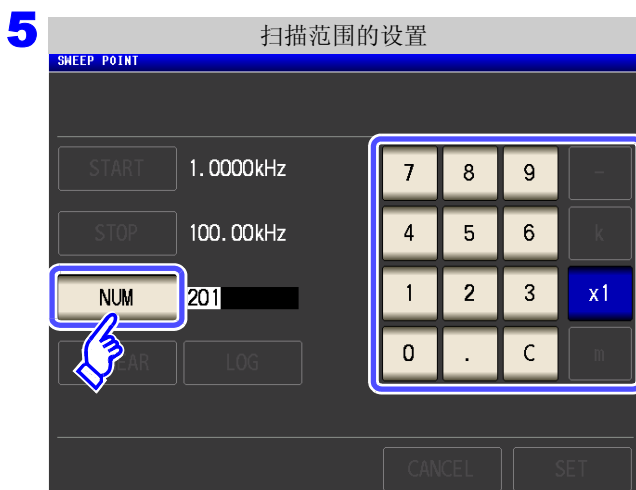 5
扫描范围的设置
SWEEP POINT
START 1.0000kHz 7 8 9 -
STOP 100.00kHz 4 5 6 k
NUM 201 1 2 3 x1
EAR LOG 0 . C m
CANCEL SET